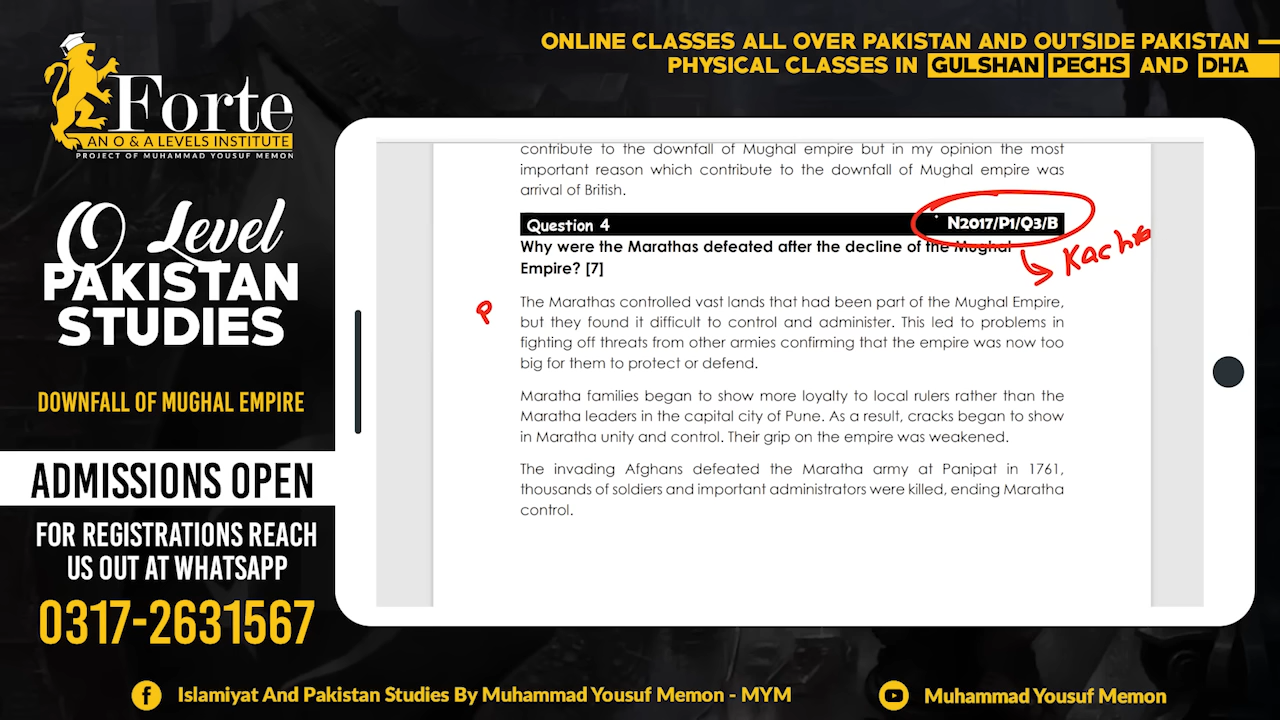 ONLINE CLASSES ALL OVER PAKISTAN AND OUTSIDE PAKISTAN
PHYSICAL CLASSES IN GULSHAN PECHS AND DHA
Forte
AN O & A LEVELS INSTITUTE
PROJECT OF MUHAMMAD YOUSUF MEMON
O Level
PAKISTAN
STUDIES
DOWNFALL OF MUGHAL EMPIRE
ADMISSIONS OPEN
FOR REGISTRATIONS REACH
US OUT AT WHATSAPP
0317-2631567
contribute to the downfall of Mughal empire but in my opinion the most
important reason which contribute to the downfall of Mughal empire was
arrival of British.
Question 4 N2017/P1/Q3/B
Why were the Marathas defeated after the decline of the Mughal
Empire? [7]
The Marathas controlled vast lands that had been part of the Mughal Empire,
but they found it difficult to control and administer. This led to problems in
fighting off threats from other armies confirming that the empire was now too
big for them to protect or defend.
Maratha families began to show more loyalty to local rulers rather than the
Maratha leaders in the capital city of Pune. As a result, cracks began to show
in Maratha unity and control. Their grip on the empire was weakened.
The invading Afghans defeated the Maratha army at Panipat in 1761,
thousands of soldiers and important administrators were killed, ending Maratha
control.
Islamiyat And Pakistan Studies By Muhammad Yousuf Memon - MYM
Muhammad Yousuf Memon